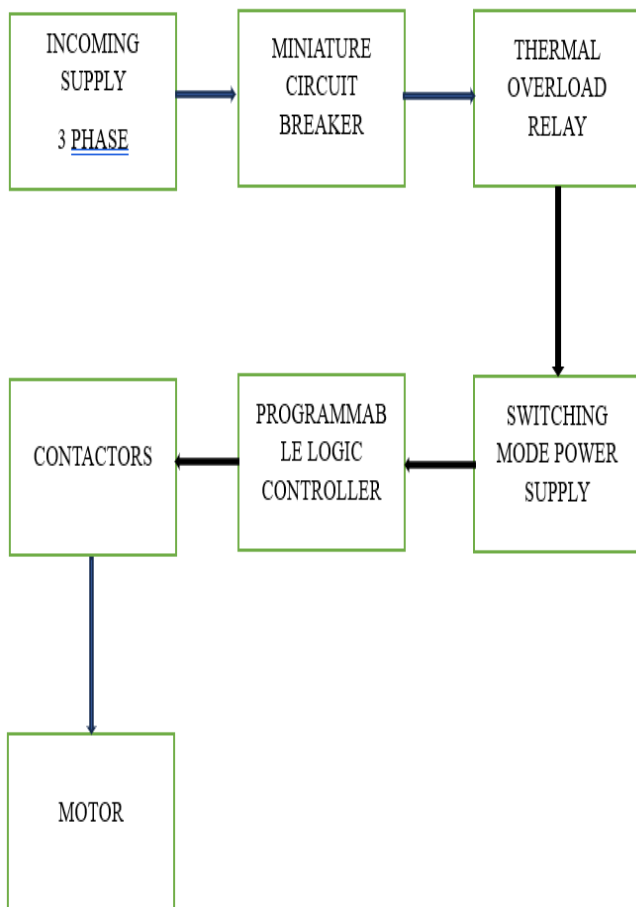 INCOMING
SUPPLY
3 PHASE
MINIATURE
CIRCUIT
BREAKER
THERMAL
OVERLOAD
RELAY
CONTACTORS
PROGRAMMAB
LE LOGIC
CONTROLLER
SWITCHING
MODE POWER
SUPPLY
MOTOR